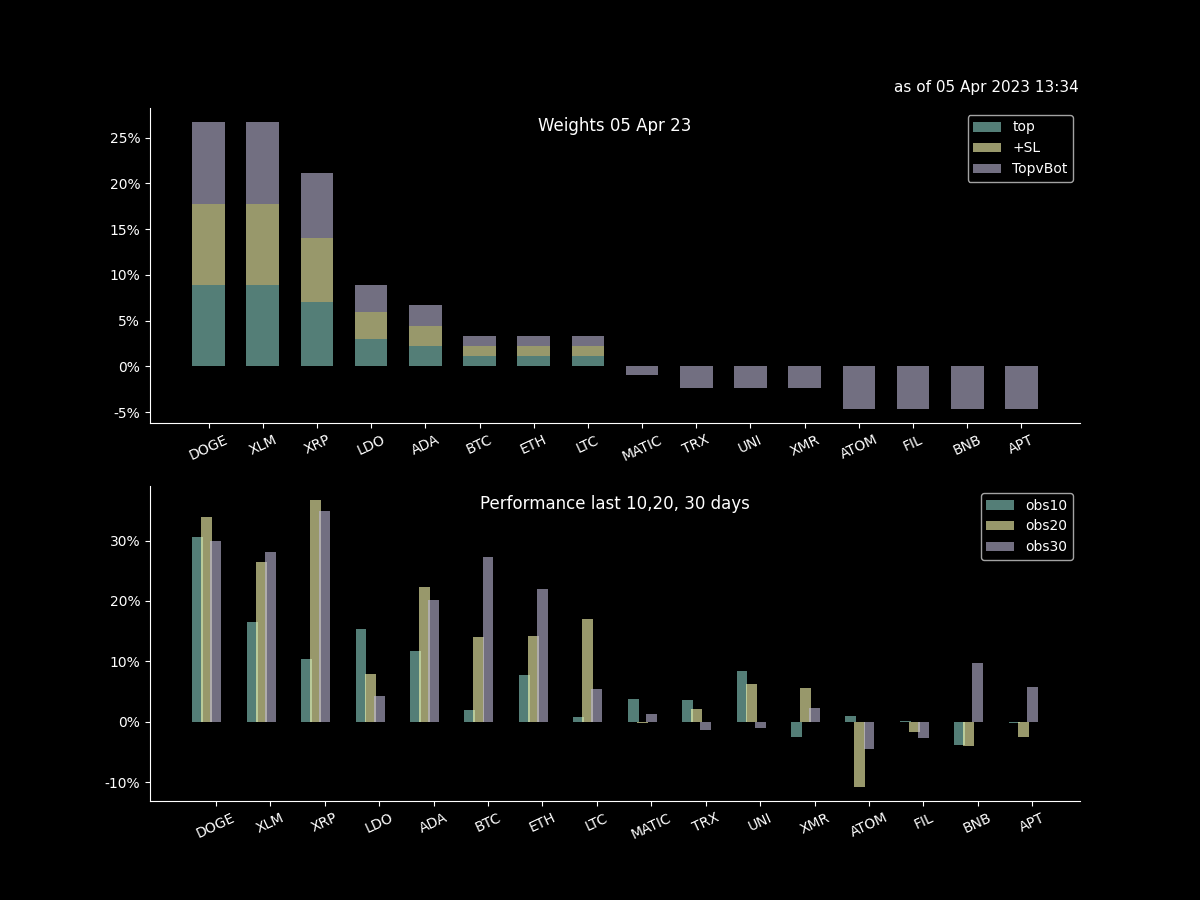 as of 05 Apr 2023 13:34
Weights 05 Apr 23
top
+SL
TopvBot
25%
20%
15%
10%
5%
0%
-5%
DOGE XLM XRP LDO ADA BTC ETH LTC MATIC TRX UNI XMR ATOM FIL BNB APT
Performance last 10,20, 30 days
obs10
obs20
obs30
30%
20%
10%
0%
-10%
DOGE XLM XRP LDO ADA BTC ETH LTC MATIC TRX UNI XMR ATOM FIL BNB APT